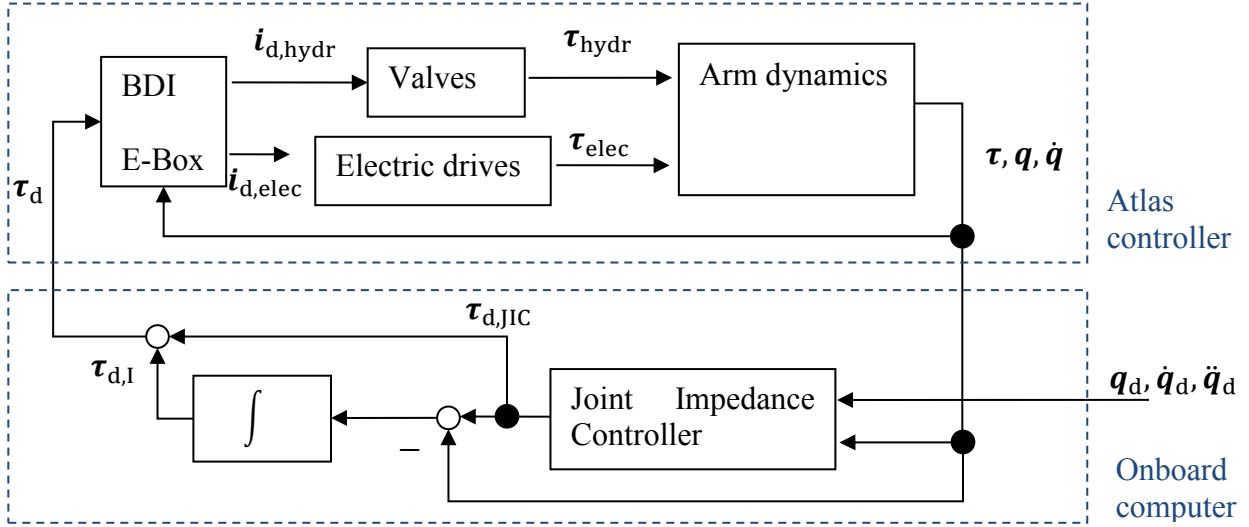 i_d,hydr
τ_hydr
BDI
E-Box
Valves
Arm dynamics
i_d,elec
Electric drives
τ_elec
τ, q, q̇
τ_d
Atlas
controller
τ_d,JIC
τ_d,I
∫
−
Joint Impedance
Controller
q_d, q̇_d, q̈_d
Onboard
computer